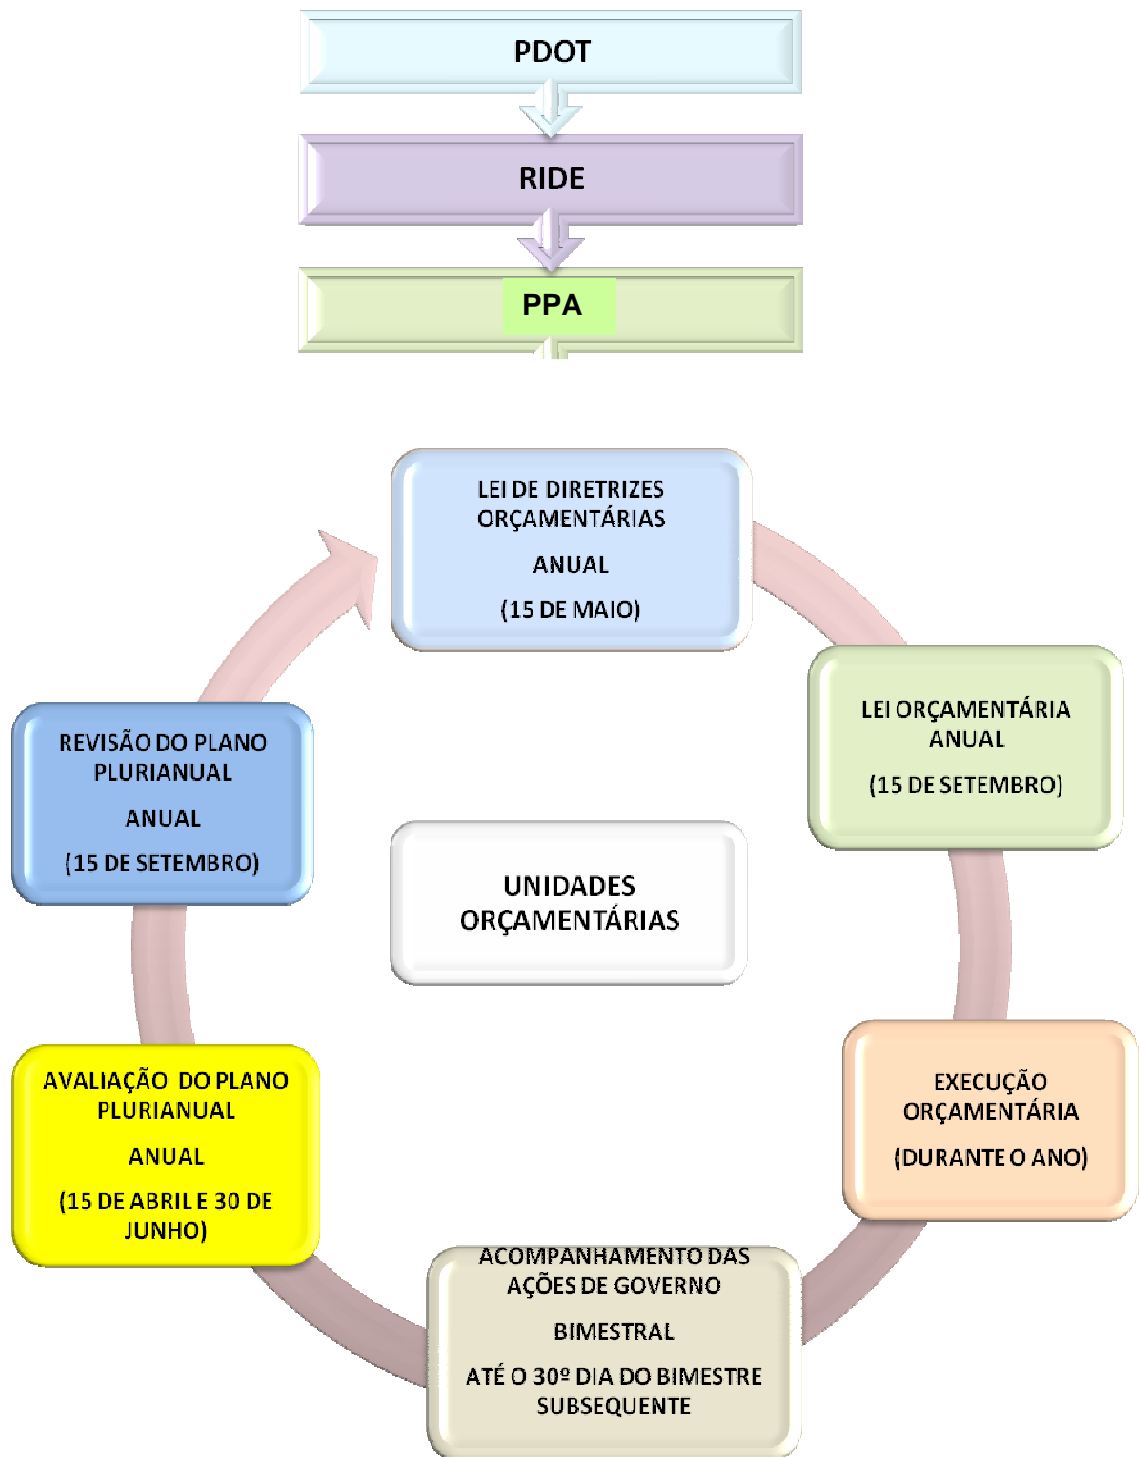 PDOT
RIDE
PPA
LEI DE DIRETRIZES
ORÇAMENTÁRIAS
ANUAL
(15 DE MAIO)
LEI ORÇAMENTÁRIA
ANUAL
(15 DE SETEMBRO)
EXECUÇÃO
ORÇAMENTÁRIA
(DURANTE O ANO)
ACOMPANHAMENTO DAS
AÇÕES DE GOVERNO
BIMESTRAL
ATÉ O 30º DIA DO BIMESTRE
SUBSEQUENTE
AVALIAÇÃO DO PLANO
PLURIANUAL
ANUAL
(15 DE ABRIL E 30 DE
JUNHO)
REVISÃO DO PLANO
PLURIANUAL
ANUAL
(15 DE SETEMBRO)
UNIDADES
ORÇAMENTÁRIAS